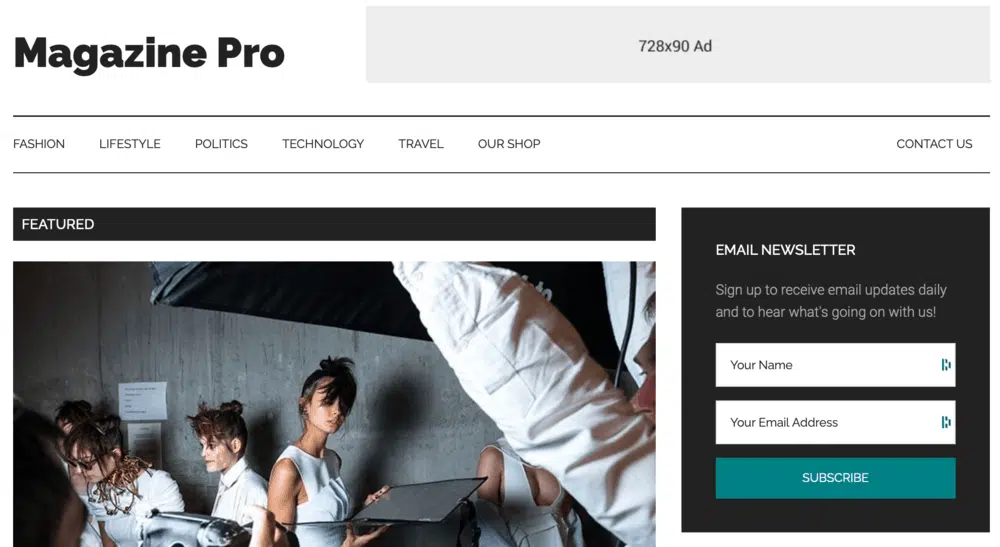 Magazine Pro
728x90 Ad
FASHION LIFESTYLE POLITICS TECHNOLOGY TRAVEL OUR SHOP CONTACT US
FEATURED
EMAIL NEWSLETTER
Sign up to receive email updates daily
and to hear what's going on with us!
Your Name
Your Email Address
SUBSCRIBE